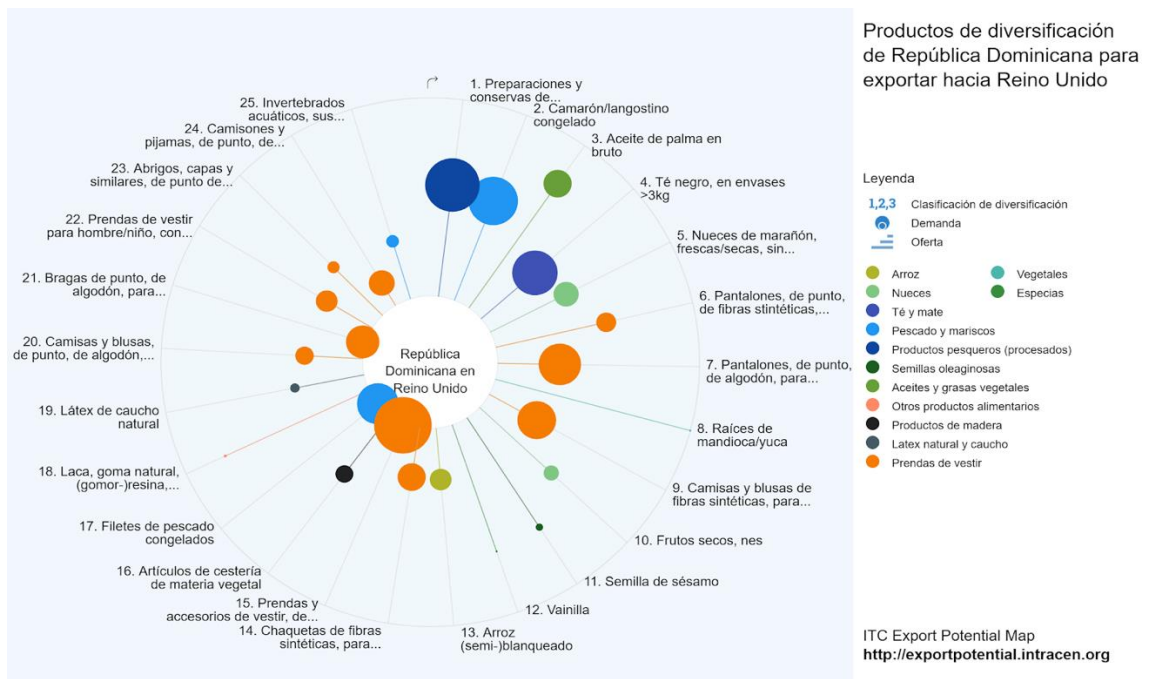 Productos de diversificación
de República Dominicana para
exportar hacia Reino Unido
1. Preparaciones y
conservas de...
2. Camarón/langostino
congelado
3. Aceite de palma en
bruto
4. Té negro, en envases
>3kg
5. Nueces de marañón,
frescas/secas, sin...
6. Pantalones, de punto,
de fibras stintéticas,...
7. Pantalones, de punto,
de algodón, para...
8. Raíces de
mandioca/yuca
9. Camisas y blusas de
fibras sintéticas, para...
10. Frutos secos, nes
11. Semilla de sésamo
12. Vainilla
13. Arroz
(semi-)blanqueado
14. Chaquetas de fibras
sintéticas, para...
15. Prendas y
accesorios de vestir, de...
16. Artículos de cestería
de materia vegetal
17. Filetes de pescado
congelados
18. Laca, goma natural,
(gomor-)resina,...
19. Látex de caucho
natural
20. Camisas y blusas,
de punto, de algodón,...
21. Bragas de punto, de
algodón, para...
22. Prendas de vestir
para hombre/niño, con...
23. Abrigos, capas y
similares, de punto de...
24. Camisones y
pijamas, de punto, de...
25. Invertebrados
acuáticos, sus...
República
Dominicana en
Reino Unido
Leyenda
1,2,3 Clasificación de diversificación
Demanda
Oferta
Arroz
Nueces
Té y mate
Pescado y mariscos
Productos pesqueros (procesados)
Semillas oleaginosas
Aceites y grasas vegetales
Otros productos alimentarios
Productos de madera
Latex natural y caucho
Prendas de vestir
Vegetales
Especias
ITC Export Potential Map
http://exportpotential.intracen.org